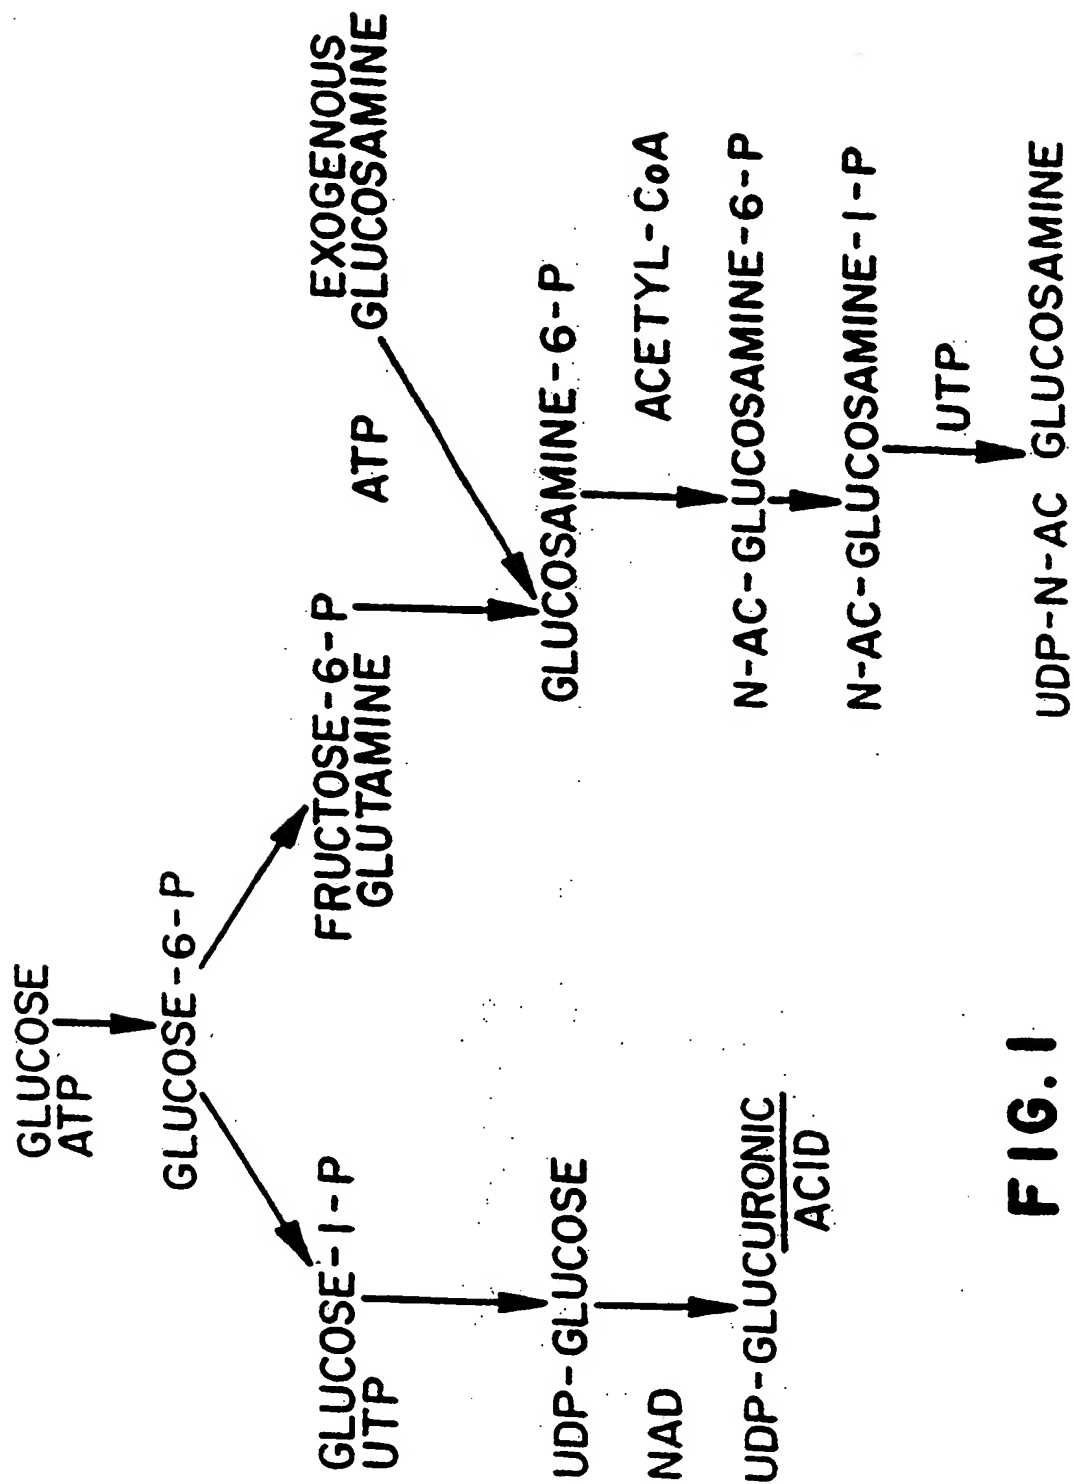 GLUCOSE
ATP
GLUCOSE-6-P
GLUCOSE-1-P
UTP
FRUCTOSE-6-P
GLUTAMINE
ATP
EXOGENOUS
GLUCOSAMINE
UDP-GLUCOSE
GLUCOSAMINE-6-P
NAD
ACETYL-CoA
UDP-GLUCURONIC
ACID
N-AC-GLUCOSAMINE-6-P
N-AC-GLUCOSAMINE-1-P
UTP
UDP-N-AC GLUCOSAMINE
FIG. 1